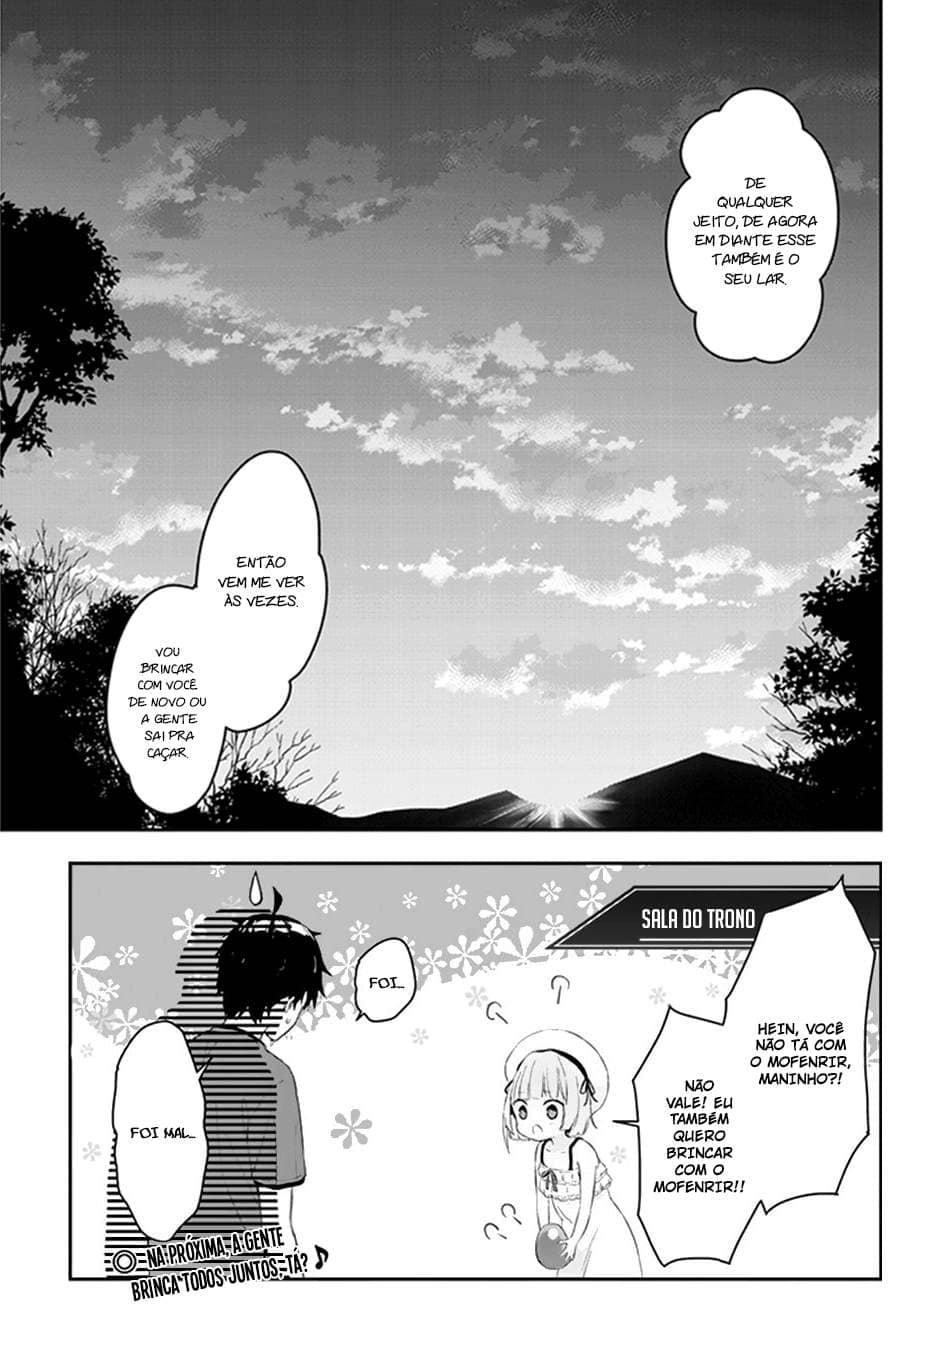 DE
QUALQUER
JEITO, DE AGORA
EM DIANTE ESSE
TAMBÉM É O
SEU LAR.
ENTÃO
VEM ME VER
ÀS VEZES.
VOU
BRINCAR
COM VOCÊ
DE NOVO OU
A GENTE
SAI PRA
CAÇAR.
SALA DO TRONO
HEIN, VOCÊ
NÃO TÁ COM
O MOFENRIR,
MANINHO?!
NÃO
VALE! EU
TAMBÉM
QUERO
BRINCAR
COM O
MOFENRIR!!
FOI...
FOI MAL...
NA PRÓXIMA, A GENTE
BRINCA TODOS JUNTOS, TÁ? ♪